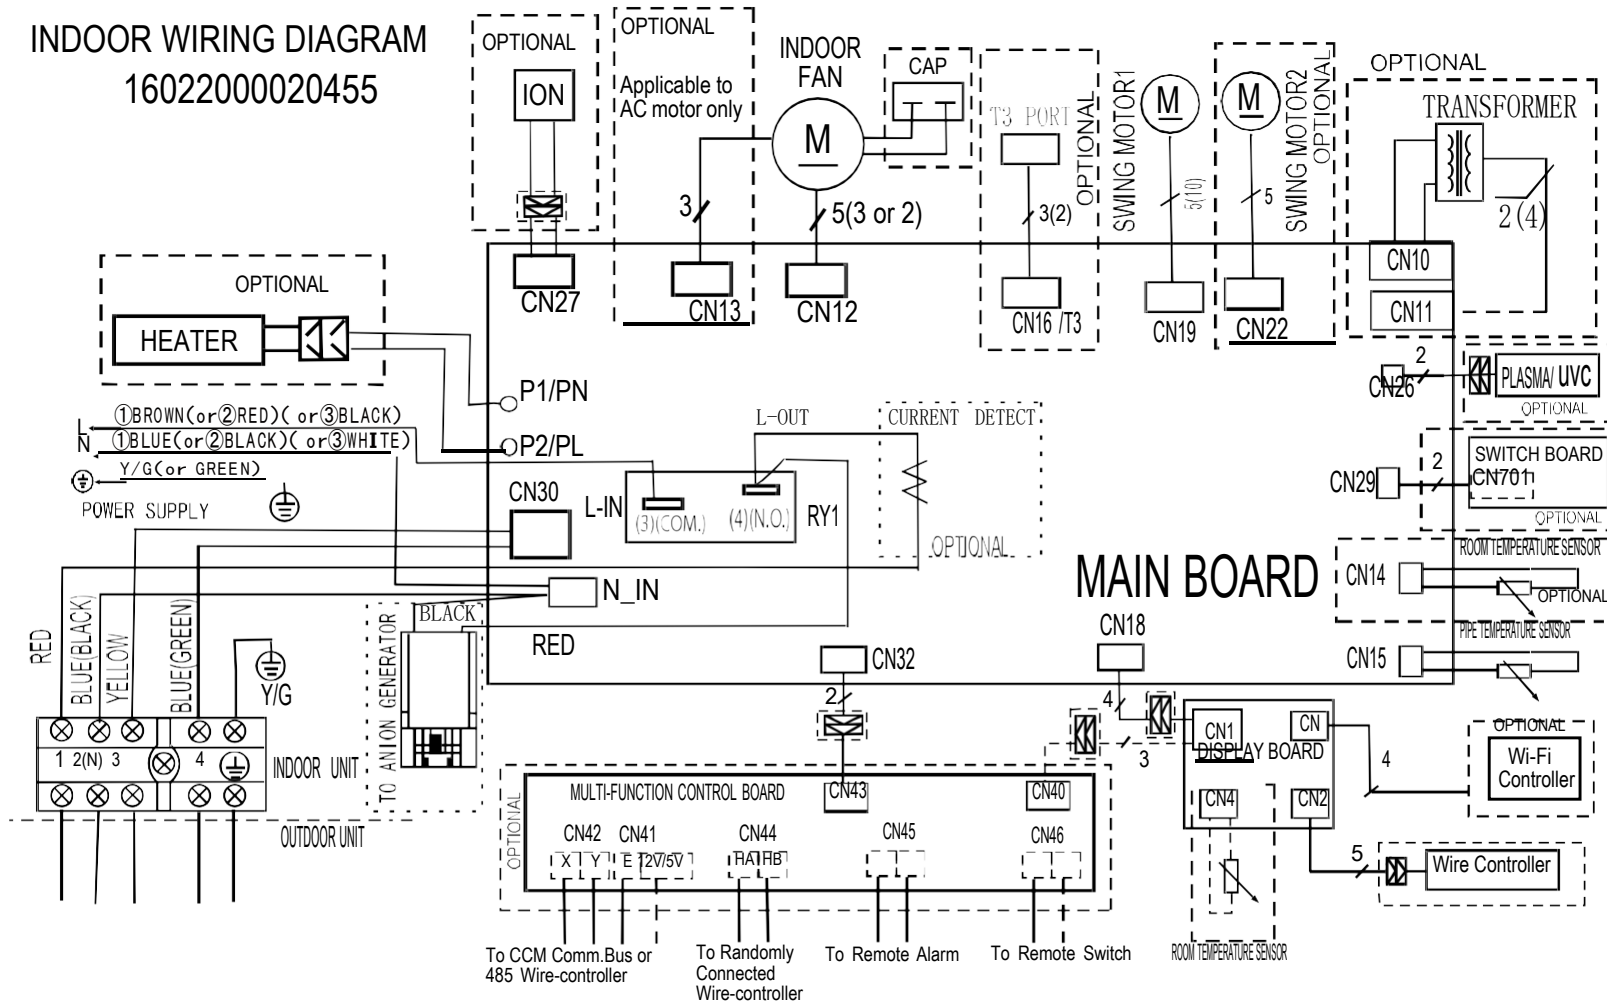 INDOOR WIRING DIAGRAM
16022000020455
OPTIONAL
ION
CN27
OPTIONAL
Applicable to
AC motor only
3
CN13
INDOOR
FAN
M
5(3 or 2)
CN12
CAP
T3 PORT
OPTIONAL
3(2)
CN16 /T3
SWING MOTOR1
M
5(10)
CN19
M
5
SWING MOTOR2
OPTIONAL
CN22
OPTIONAL
TRANSFORMER
2(4)
CN10
CN11
OPTIONAL
HEATER
P1/PN
P2/PL
L ①BROWN(or②RED)( or③BLACK)
N ①BLUE(or②BLACK)( or③WHITE)
Y/G(or GREEN)
POWER SUPPLY
CN30
L-IN
(3)(COM.)
(4)(N.O.)
RY1
L-OUT
CURRENT DETECT
OPTIONAL
N_IN
RED
BLACK
TO ANION GENERATOR
MAIN BOARD
CN26
2
PLASMA/ UVC
OPTIONAL
CN29
2
SWITCH BOARD
CN701
OPTIONAL
ROOM TEMPERATURE SENSOR
CN14
OPTIONAL
PIPE TEMPERATURE SENSOR
CN15
CN18
4
CN32
2
RED
BLUE(BLACK)
YELLOW
BLUE(GREEN)
Y/G
1 2(N) 3 4
INDOOR UNIT
OUTDOOR UNIT
OPTIONAL
MULTI-FUNCTION CONTROL BOARD
CN43
CN40
CN42
X Y
CN41
E 12V/5V
CN44
HA HB
CN45
CN46
To CCM Comm.Bus or
485 Wire-controller
To Randomly
Connected
Wire-controller
To Remote Alarm
To Remote Switch
3
CN1
CN
DISPLAY BOARD
CN4
CN2
ROOM TEMPERATURE SENSOR
4
OPTIONAL
Wi-Fi
Controller
5
Wire Controller